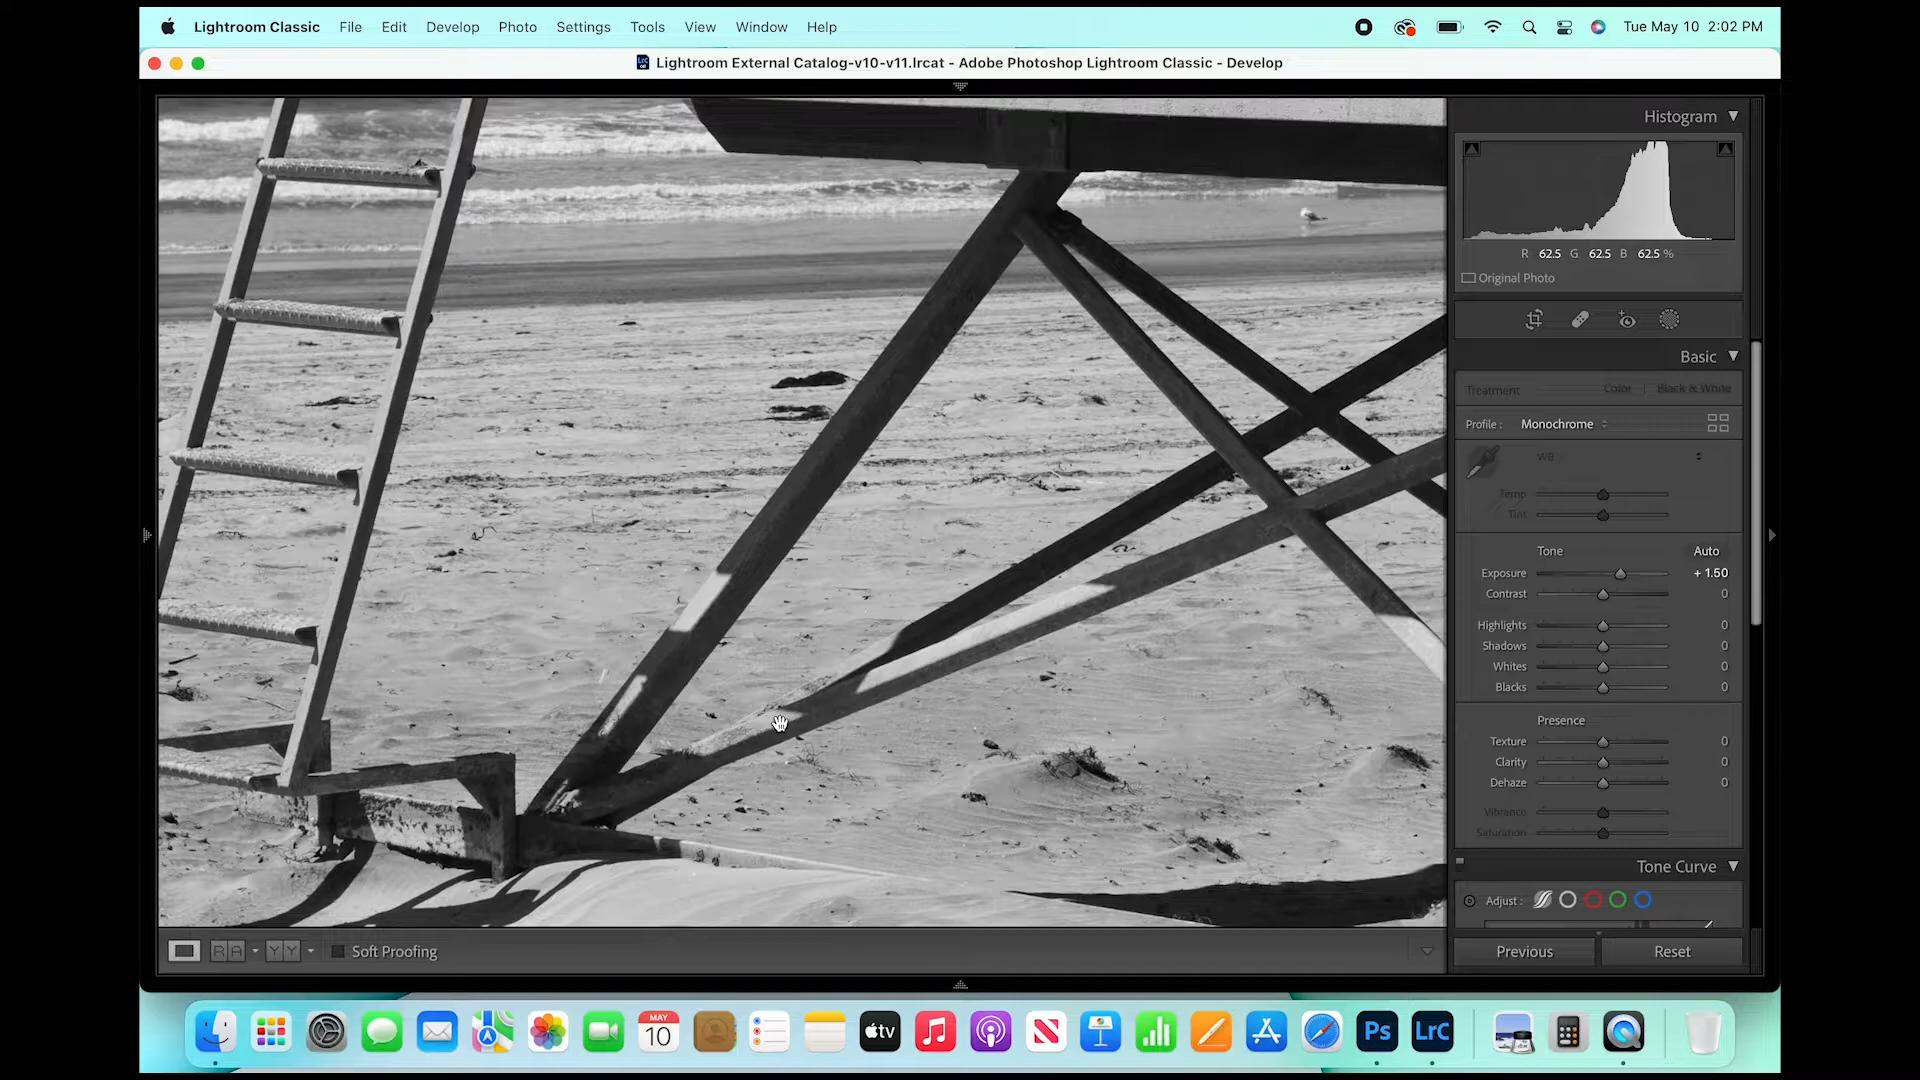 Lightroom Classic File Edit Develop Photo Settings Tools View Window Help Tue May 10 2:02 PM
Lightroom External Catalog-v10-v11.lrcat - Adobe Photoshop Lightroom Classic - Develop
Histogram
R 62.5 G 62.5 B 62.5 %
Original Photo
Basic
Treatment Color Black & White
Profile : Monochrome
WB
Temp
Tint
Tone Auto
Exposure + 1.50
Contrast 0
Highlights 0
Shadows 0
Whites 0
Blacks 0
Presence
Texture 0
Clarity 0
Dehaze 0
Vibrance
Saturation
Tone Curve
Adjust :
R A Y Y Soft Proofing
Previous Reset
MAY
10
tv
Ps
LrC